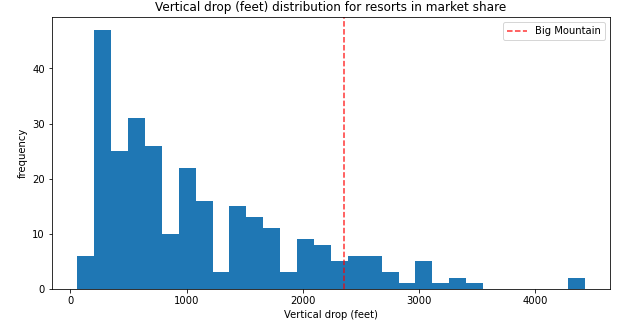 Vertical drop (feet) distribution for resorts in market share
Big Mountain
frequency
40
30
20
10
0
0 1000 2000 3000 4000
Vertical drop (feet)